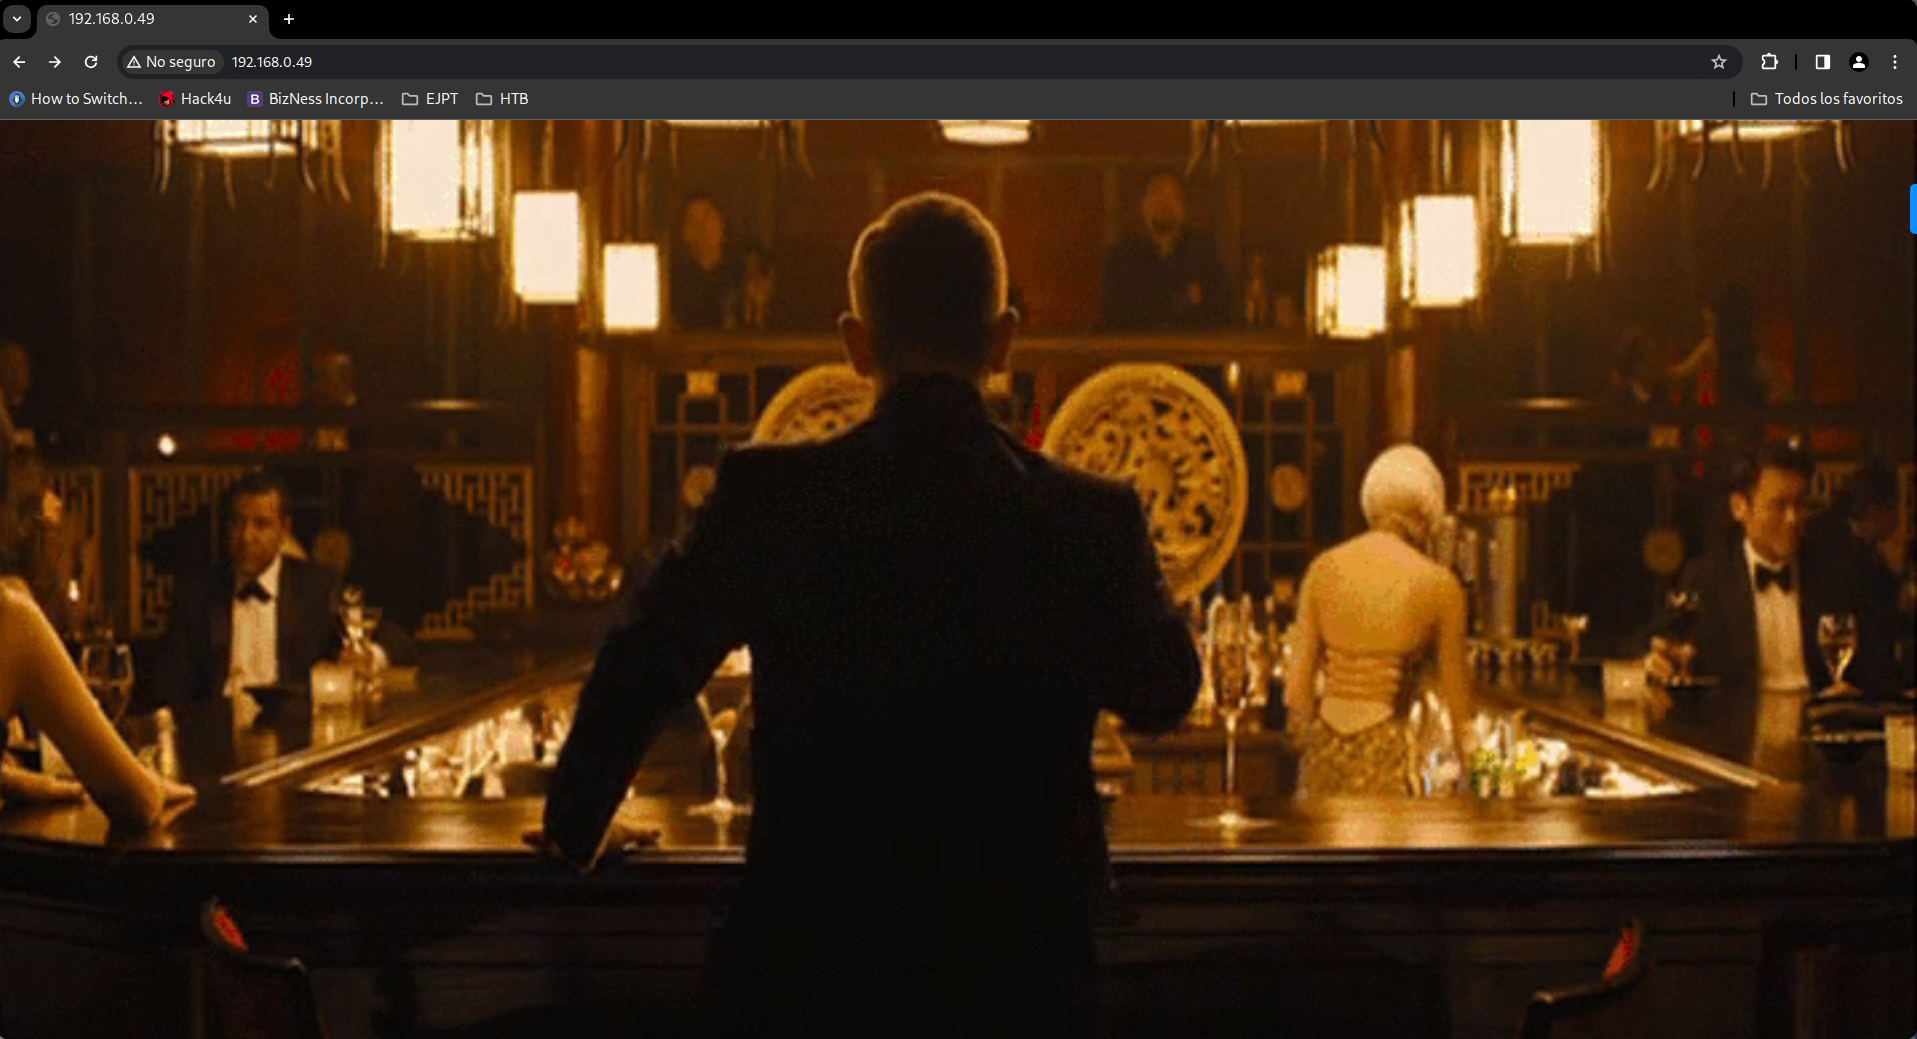 192.168.0.49
No seguro 192.168.0.49
How to Switch… Hack4u B BizNess Incorp… EJPT HTB Todos los favoritos